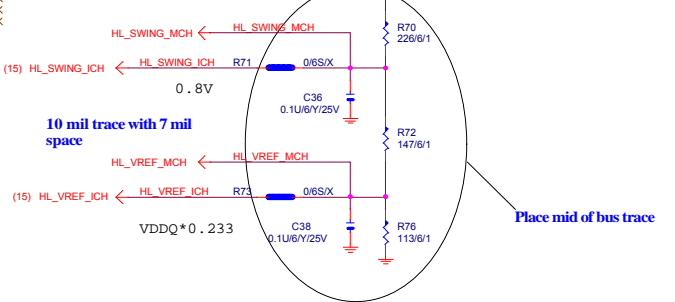 HL_SWING_MCH
HL_SWING_MCH
R70
226/6/1
(15) HL_SWING_ICH
HL_SWING_ICH
R71
0/6S/X
0.8V
C36
0.1U/6/Y/25V
10 mil trace with 7 mil
space
R72
147/6/1
HL_VREF_MCH
HL_VREF_MCH
(15) HL_VREF_ICH
HL_VREF_ICH
R73
0/6S/X
VDDQ*0.233
C38
0.1U/6/Y/25V
R76
113/6/1
Place mid of bus trace